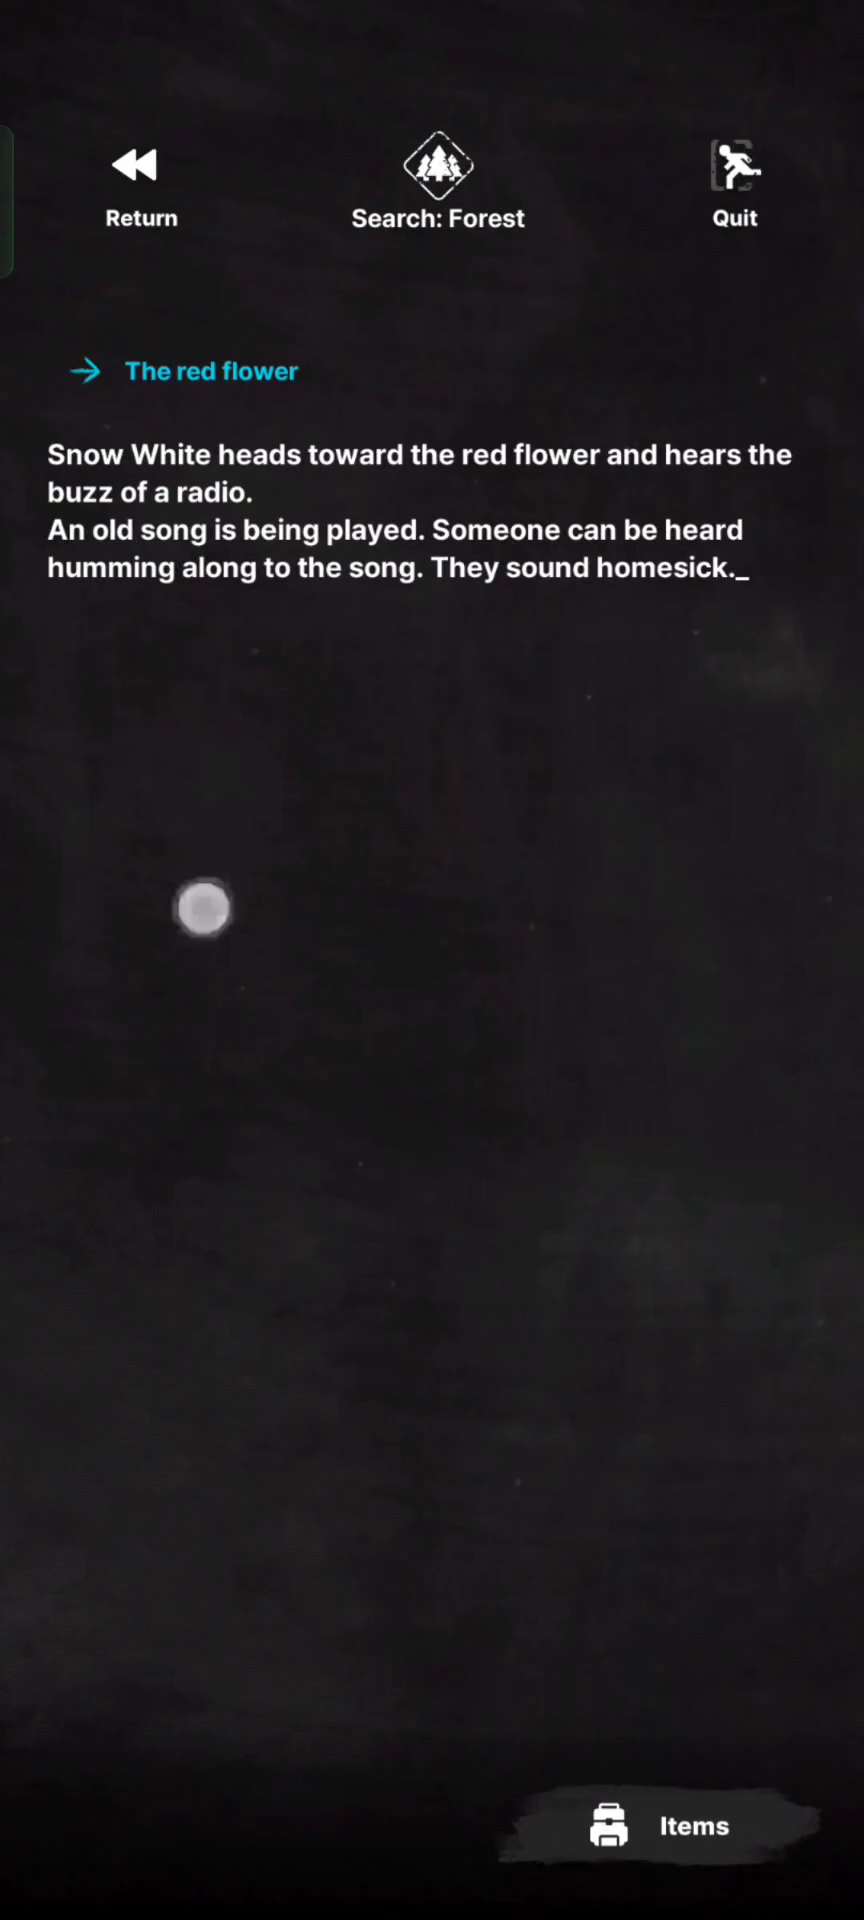 Return
Search: Forest
Quit
The red flower
Snow White heads toward the red flower and hears the
buzz of a radio.
An old song is being played. Someone can be heard
humming along to the song. They sound homesick._
Items